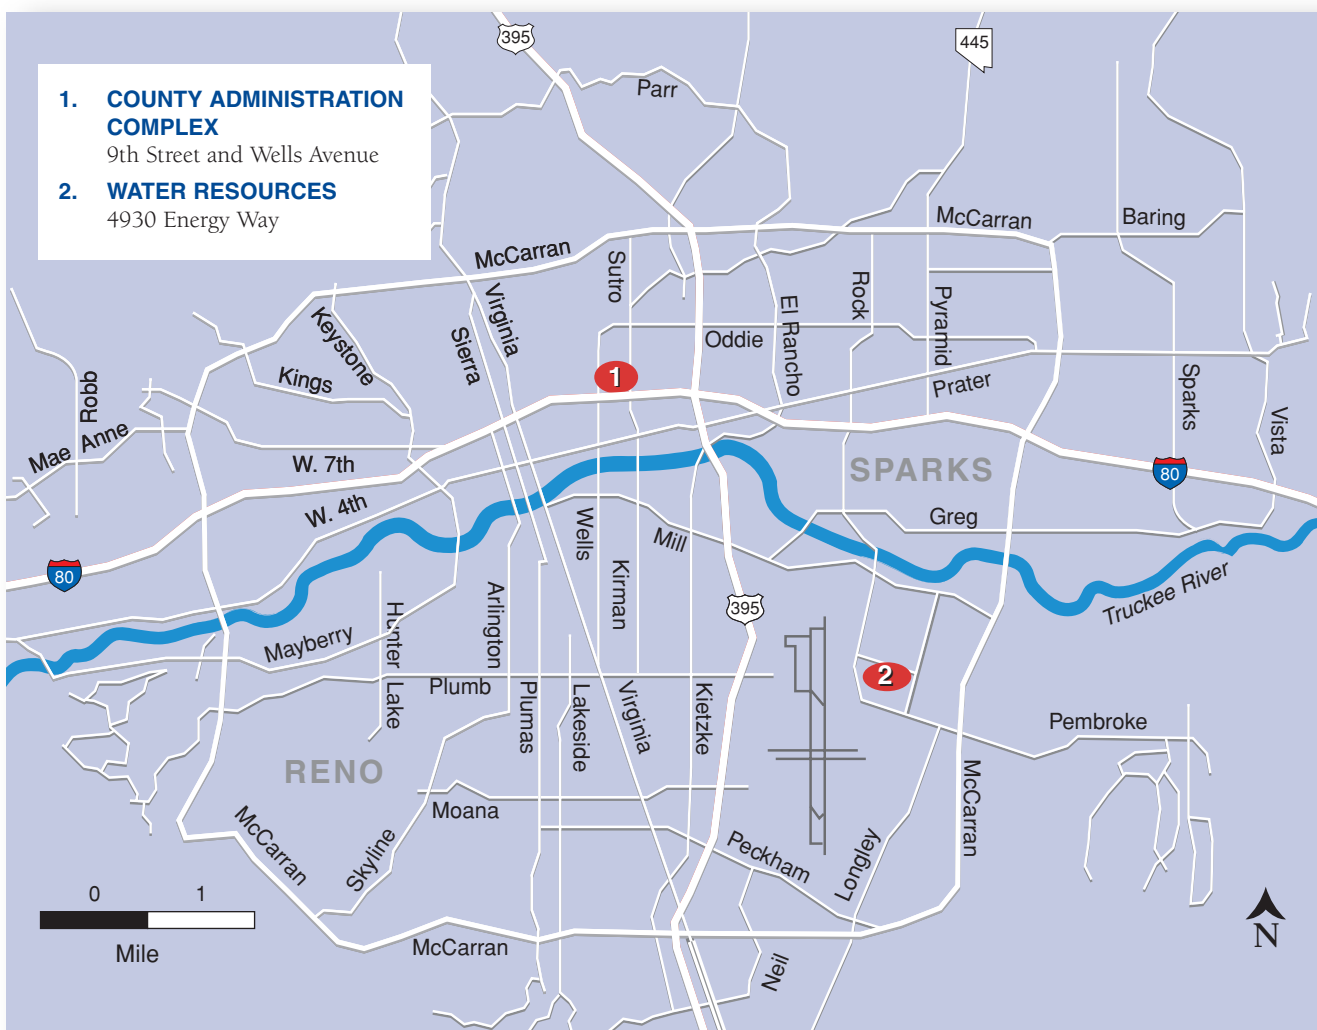 395
445
Parr
1. COUNTY ADMINISTRATION
COMPLEX
9th Street and Wells Avenue
2. WATER RESOURCES
4930 Energy Way
McCarran
Baring
McCarran
Sutro
Rock
Pyramid
El Rancho
Virginia
Sierra
Keystone
Oddie
Kings
1
Prater
Robb
Sparks
Vista
Mae Anne
W. 7th
SPARKS
80
W. 4th
Greg
Wells
Mill
80
Kirman
Truckee River
Arlington
395
Hunter Lake
Mayberry
2
Plumb
Plumas
Lakeside
Virginia
Kietzke
Pembroke
RENO
McCarran
Moana
McCarran
Skyline
Peckham
Longley
0 1
Mile
McCarran
Neil
N